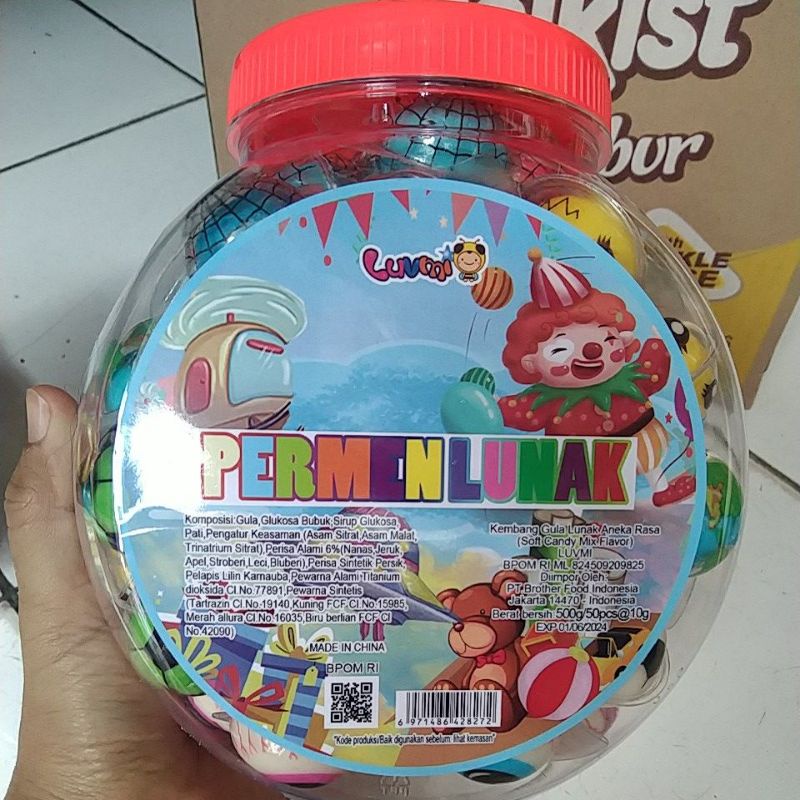 bur
KLE
SE
Luvmi
PERMEN LUNAK
Komposisi:Gula,Glukosa Bubuk,Sirup Glukosa,
Pati,Pengatur Keasaman (Asam Sitrat,Asam Malat,
Trinatrium Sitrat),Perisa Alami 6%(Nanas,Jeruk
Apel,Stroberi,Leci,Bluberi),Perisa Sintetik Persik,
Pelapis Lilin Karnauba,Pewarna Alami Titanium
dioksida CI.No.77891,Pewarna Sintetis
(Tartrazin CI.No.19140,Kuning FCF CI.No.15985,
Merah allura CI.No.16035,Biru berlian FCF CI
No.42090)
MADE IN CHINA
BPOM RI
Kembang Gula Lunak Aneka Rasa
(Soft Candy Mix Flavor)
LUVMI
BPOM RI ML 824509209825
Diimpor Oleh:
PT Brother Food Indonesia
Jakarta 14470 - Indonesia
Berat bersih: 500g/50pcs@10g
EXP 01/06/2024
6 971486 428272
"Kode produksi/Baik digunakan sebelum: lihat kemasan"